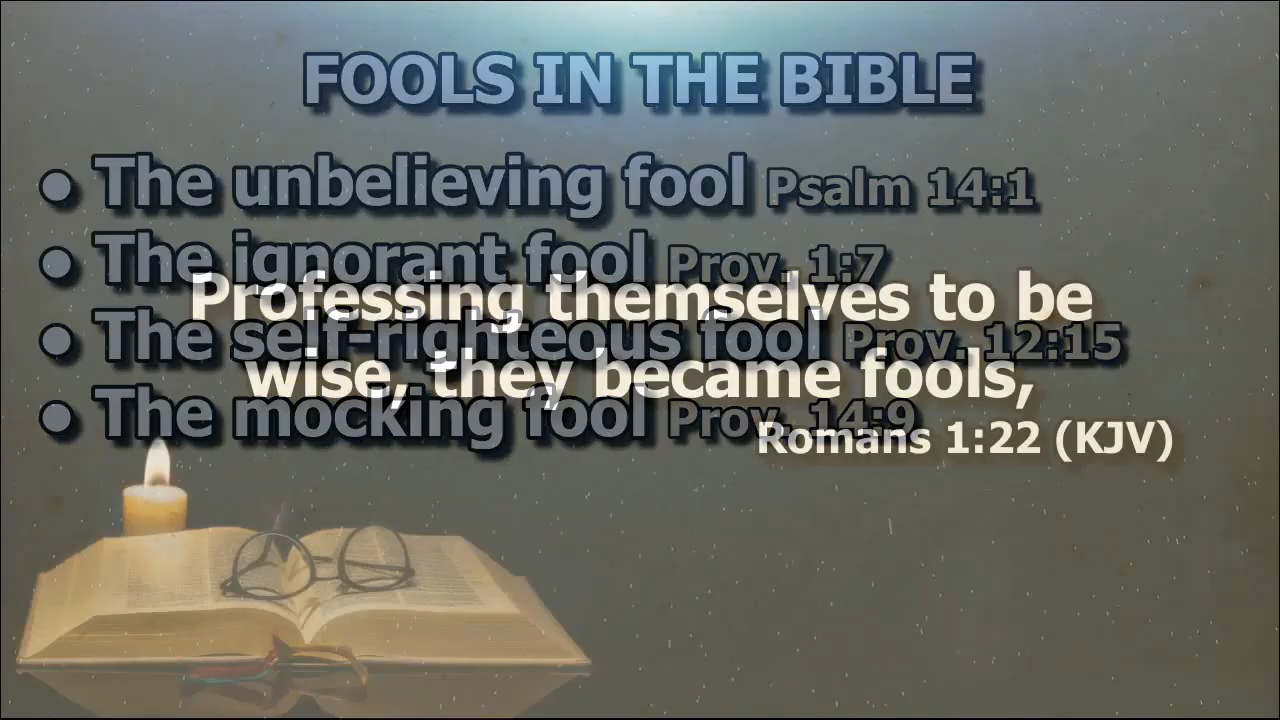 FOOLS IN THE BIBLE
• The unbelieving fool Psalm 14:1
• The ignorant fool Prov. 1:7
Professing themselves to be
• The self-righteous fool Prov. 12:15
wise, they became fools,
• The mocking fool Prov. 14:9
Romans 1:22 (KJV)